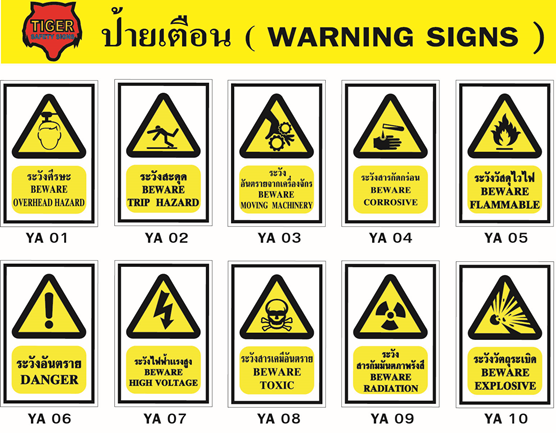 TIGER
SAFETY SIGNS
ป้ายเตือน ( WARNING SIGNS )
ระวังศีรษะ
BEWARE
OVERHEAD HAZARD
YA 01
ระวังสะดุด
BEWARE
TRIP HAZARD
YA 02
ระวัง
อันตรายจากเครื่องจักร
BEWARE
MOVING MACHINERY
YA 03
ระวังสารกัดกร่อน
BEWARE
CORROSIVE
YA 04
ระวังวัสดุไวไฟ
BEWARE
FLAMMABLE
YA 05
ระวังอันตราย
DANGER
YA 06
ระวังไฟฟ้าแรงสูง
BEWARE
HIGH VOLTAGE
YA 07
ระวังสารเคมีอันตราย
BEWARE
TOXIC
YA 08
ระวัง
สารกัมมันตภาพรังสี
BEWARE
RADIATION
YA 09
ระวังวัตถุระเบิด
BEWARE
EXPLOSIVE
YA 10